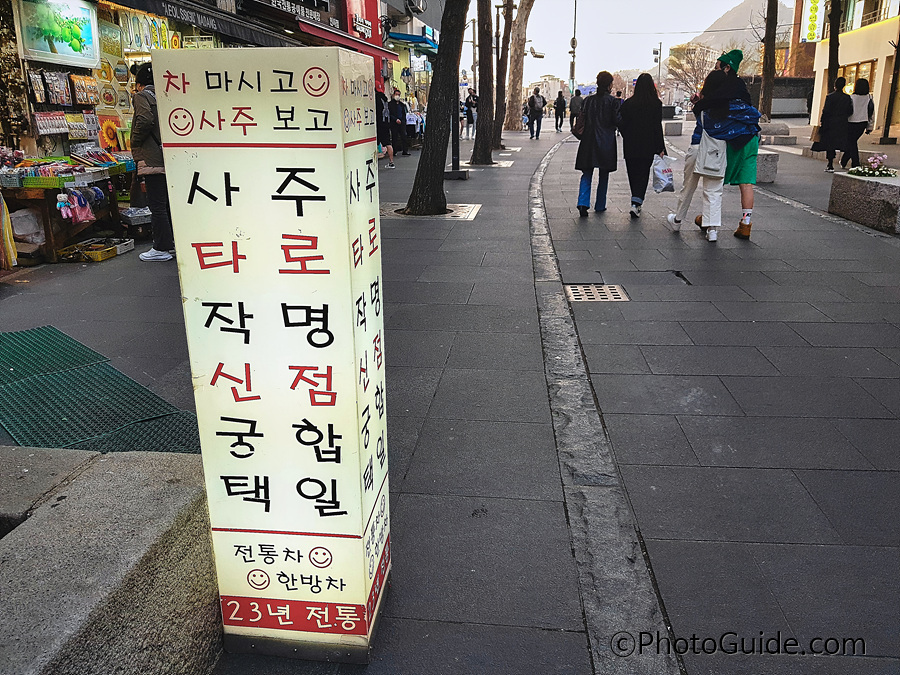 차 마시고
사주 보고
사 주
타 로
작 명
신 점
궁 합
택 일
전통차
한방차
23년 전통
©PhotoGuide.com